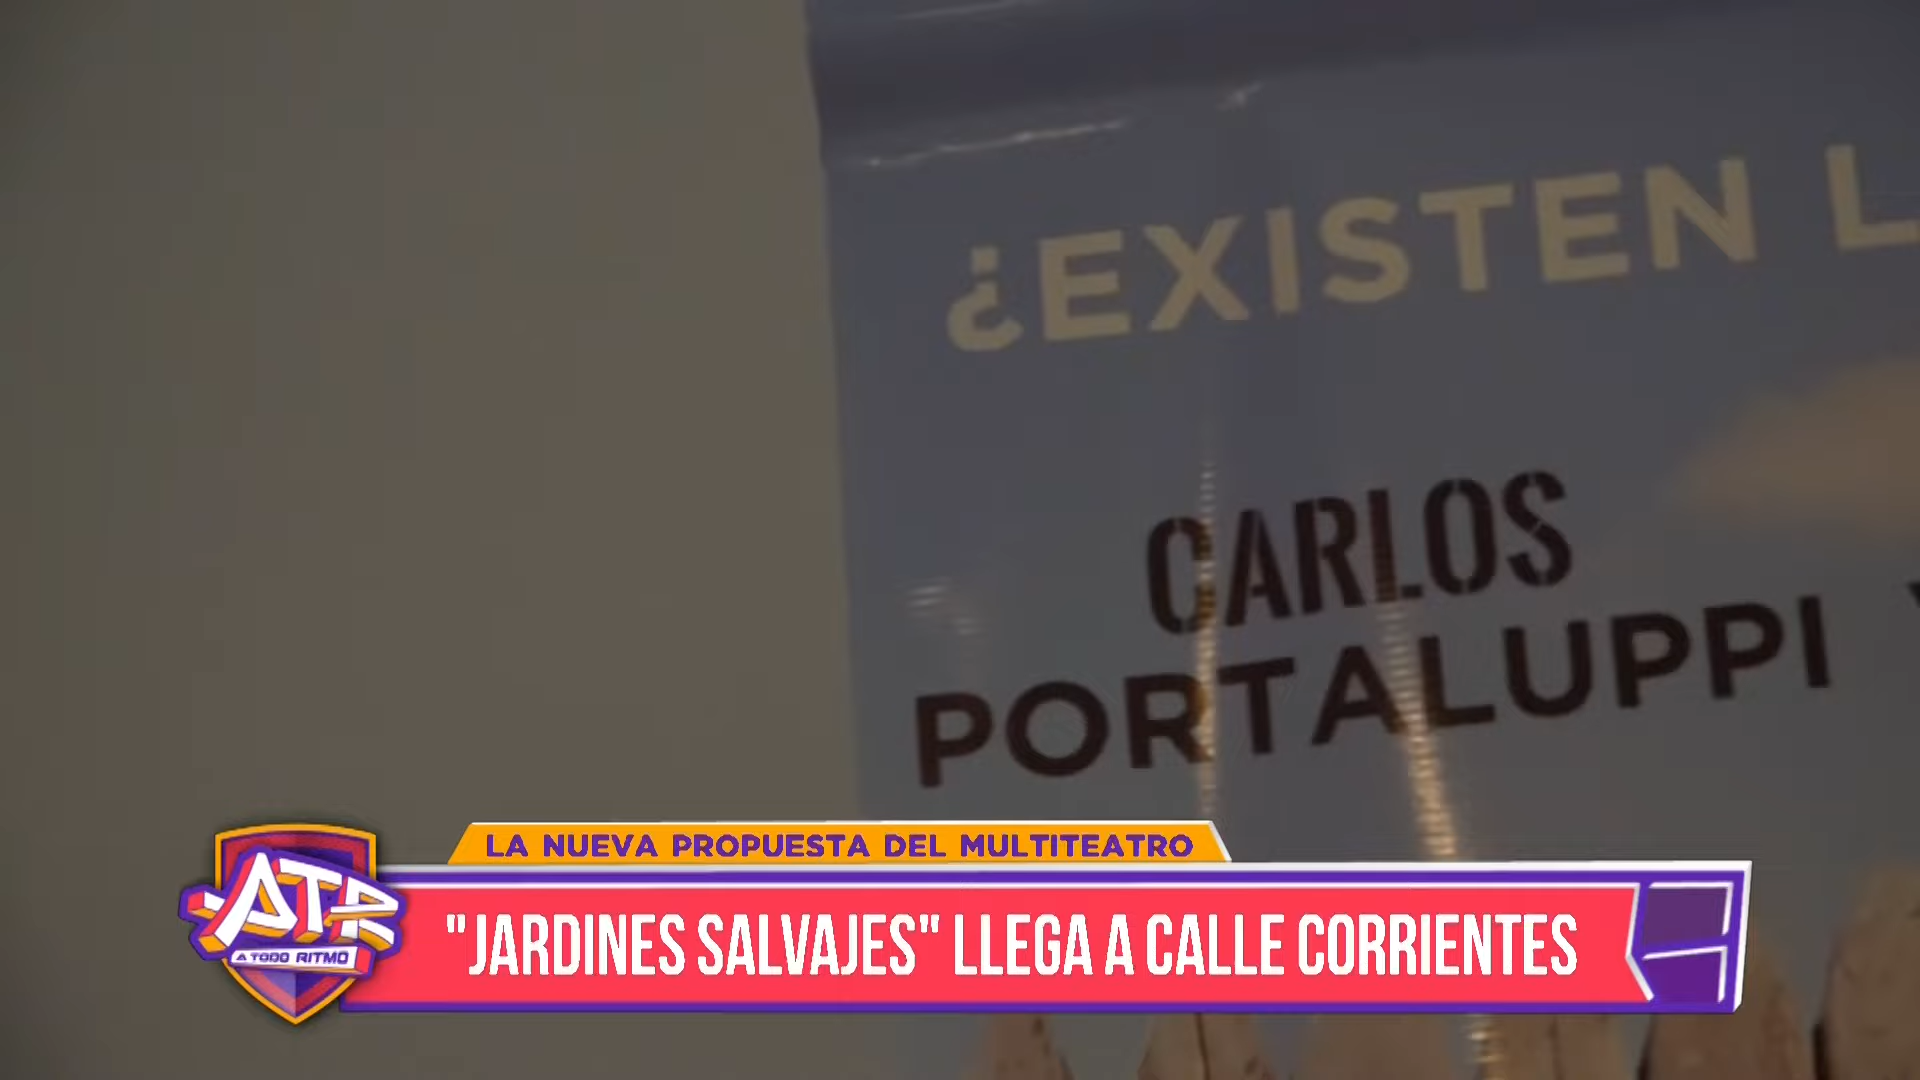 ¿EXISTEN L
CARLOS
PORTALUPPI
LA NUEVA PROPUESTA DEL MULTITEATRO
"JARDINES SALVAJES" LLEGA A CALLE CORRIENTES
ATR
A TODO RITMO